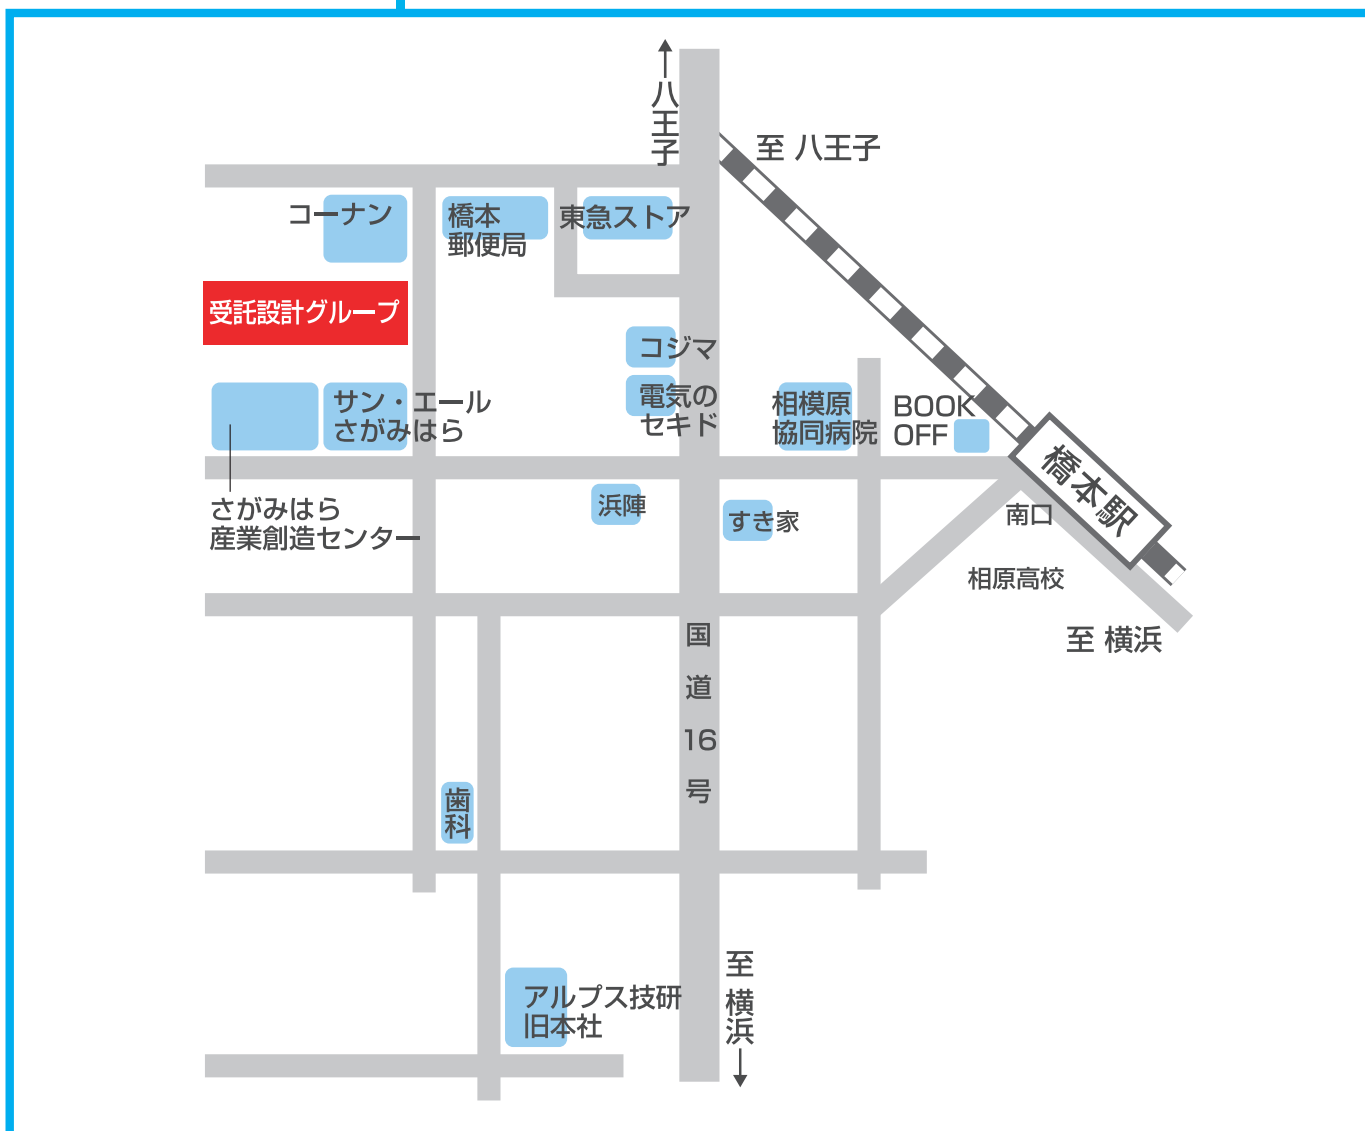 八王子
至 八王子
コーナン
橋本
郵便局
東急ストア
受託設計グループ
コジマ
電気の
セキド
サン・エール
さがみはら
相模原
協同病院
BOOK
OFF
橋本駅
さがみはら
産業創造センター
浜陣
すき家
南口
相原高校
至 横浜
国道16号
歯科
アルプス技研
旧本社
至 横浜